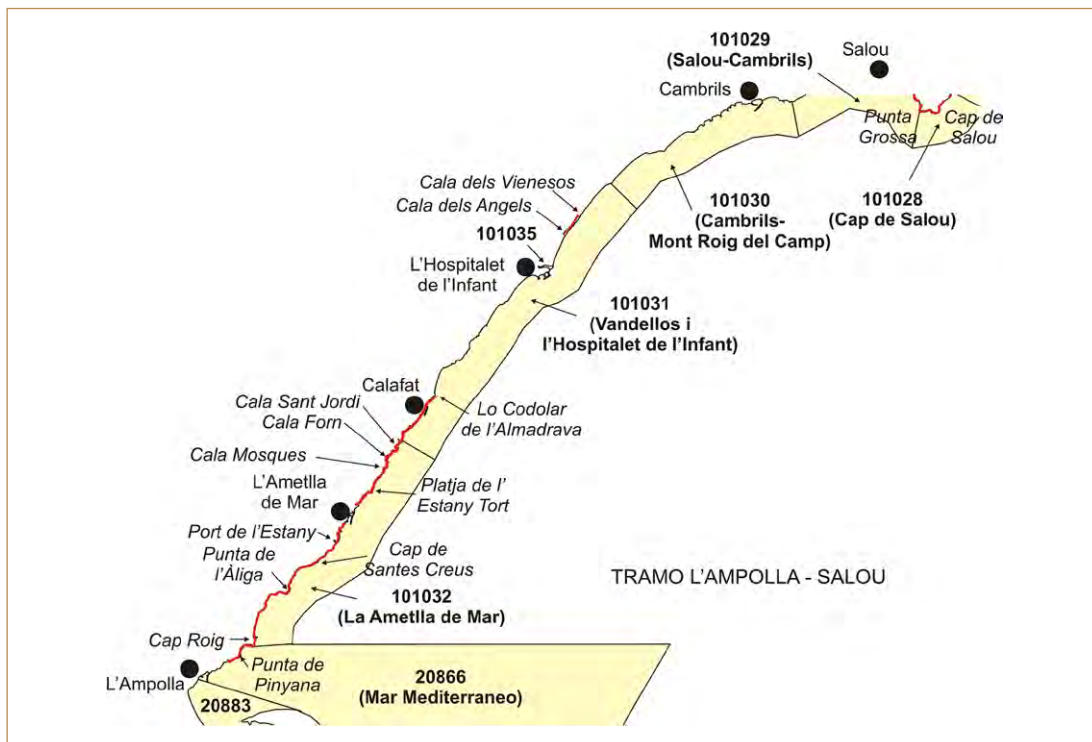 101029
(Salou-Cambrils)
Salou
Cambrils
Punta
Grossa
Cap de
Salou
Cala dels Vienesos
Cala dels Angels
101035
101030
(Cambrils-
Mont Roig del Camp)
101028
(Cap de Salou)
L'Hospitalet
de l'Infant
101031
(Vandellos i
l'Hospitalet de l'Infant)
Calafat
Cala Sant Jordi
Cala Forn
Lo Codolar
de l'Almadrava
Cala Mosques
L'Ametlla
de Mar
Platja de l'
Estany Tort
Port de l'Estany
Punta de
l'Àliga
Cap de
Santes Creus
TRAMO L'AMPOLLA - SALOU
101032
(La Ametlla de Mar)
Cap Roig
L'Ampolla
Punta de
Pinyana
20866
(Mar Mediterraneo)
20883